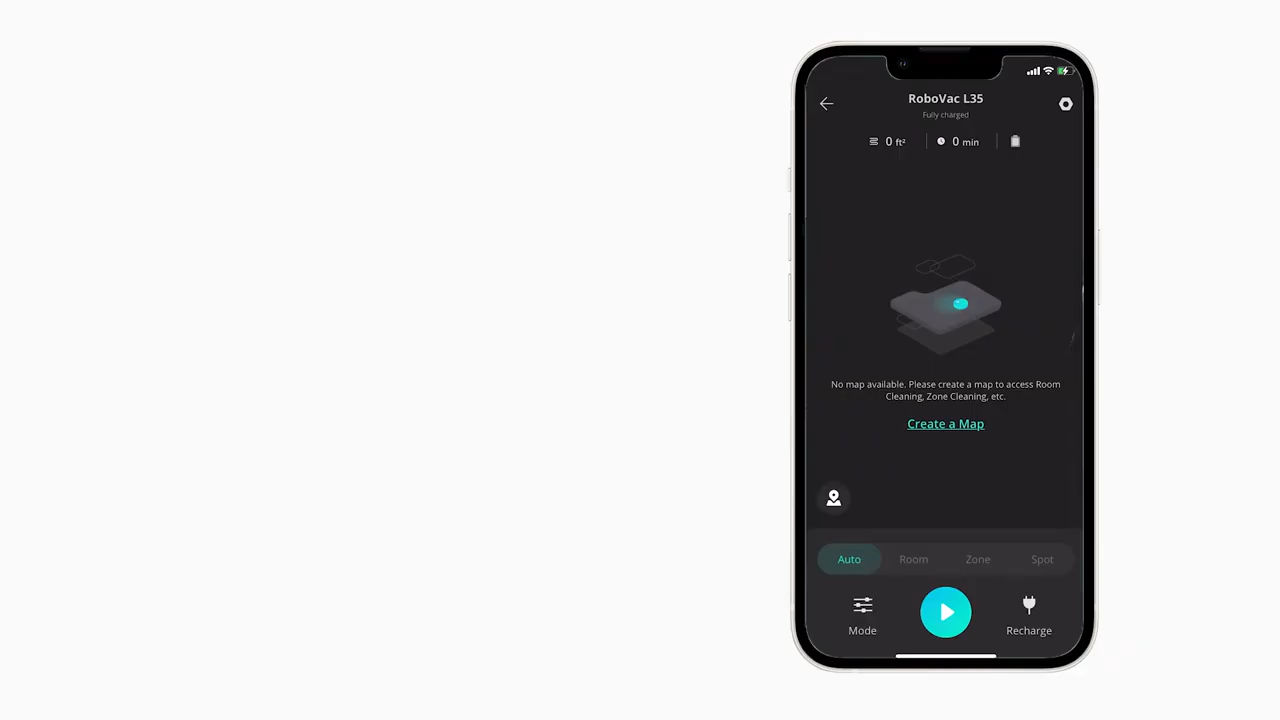 RoboVac L35
Fully charged
0 ft²
0 min
No map available. Please create a map to access Room
Cleaning, Zone Cleaning, etc.
Create a Map
Auto Room Zone Spot
Mode
Recharge